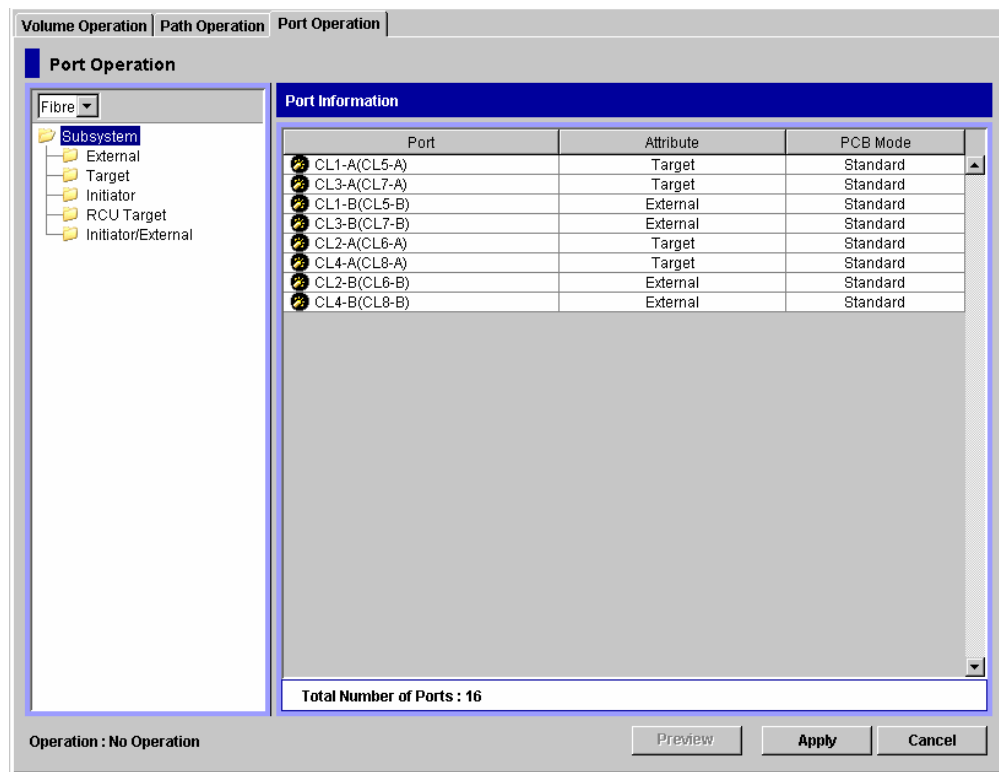 Volume Operation Path Operation Port Operation
Port Operation
Fibre
Subsystem
External
Target
Initiator
RCU Target
Initiator/External
Port Information
Port Attribute PCB Mode
CL1-A(CL5-A) Target Standard
CL3-A(CL7-A) Target Standard
CL1-B(CL5-B) External Standard
CL3-B(CL7-B) External Standard
CL2-A(CL6-A) Target Standard
CL4-A(CL8-A) Target Standard
CL2-B(CL6-B) External Standard
CL4-B(CL8-B) External Standard
Total Number of Ports : 16
Operation : No Operation Preview Apply Cancel